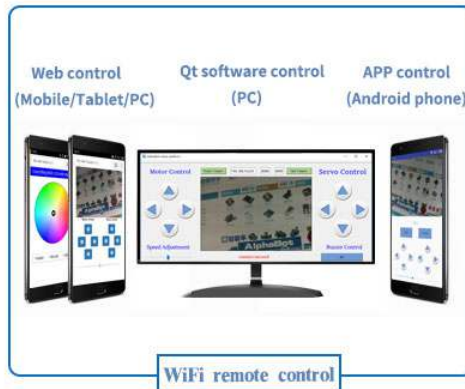 Web control
(Mobile/Tablet/PC)
Qt software control
(PC)
APP control
(Android phone)
Motor Control
Servo Control
Speed Adjustment
AlphaBot
Buzzer Control
WiFi remote control